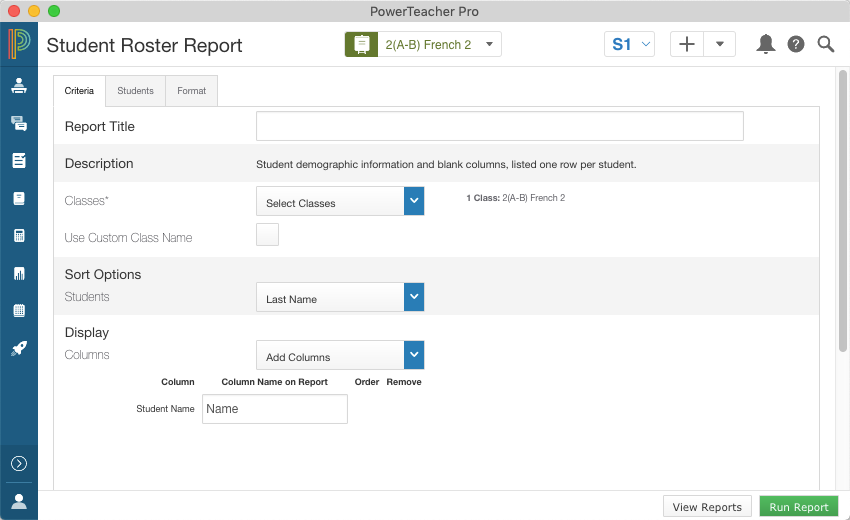 PowerTeacher Pro
Student Roster Report
2(A-B) French 2
S1
Criteria
Students
Format
Report Title
Description
Student demographic information and blank columns, listed one row per student.
Classes*
Select Classes
1 Class: 2(A-B) French 2
Use Custom Class Name
Sort Options
Students
Last Name
Display
Columns
Add Columns
Column Column Name on Report Order Remove
Student Name
Name
View Reports
Run Report